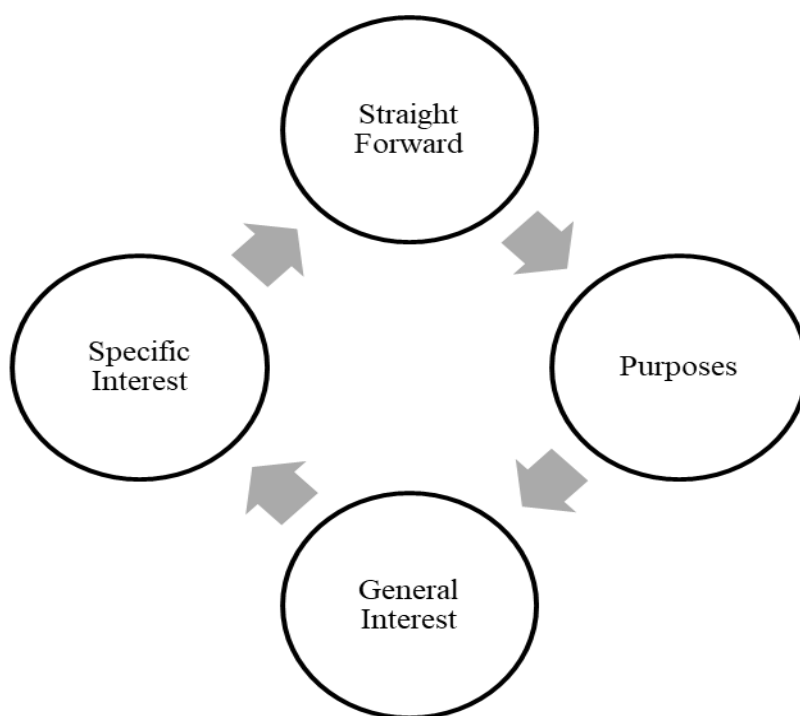 Straight
Forward
Purposes
General
Interest
Specific
Interest